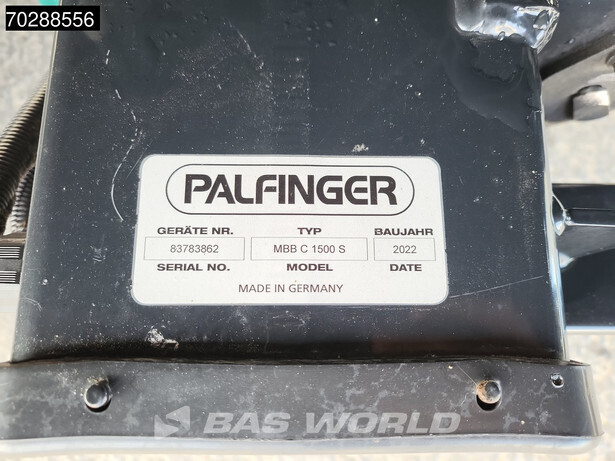 70288556
PALFINGER
GERÄTE NR. TYP BAUJAHR
83783862 MBB C 1500 S 2022
SERIAL NO. MODEL DATE
MADE IN GERMANY
BAS WORLD